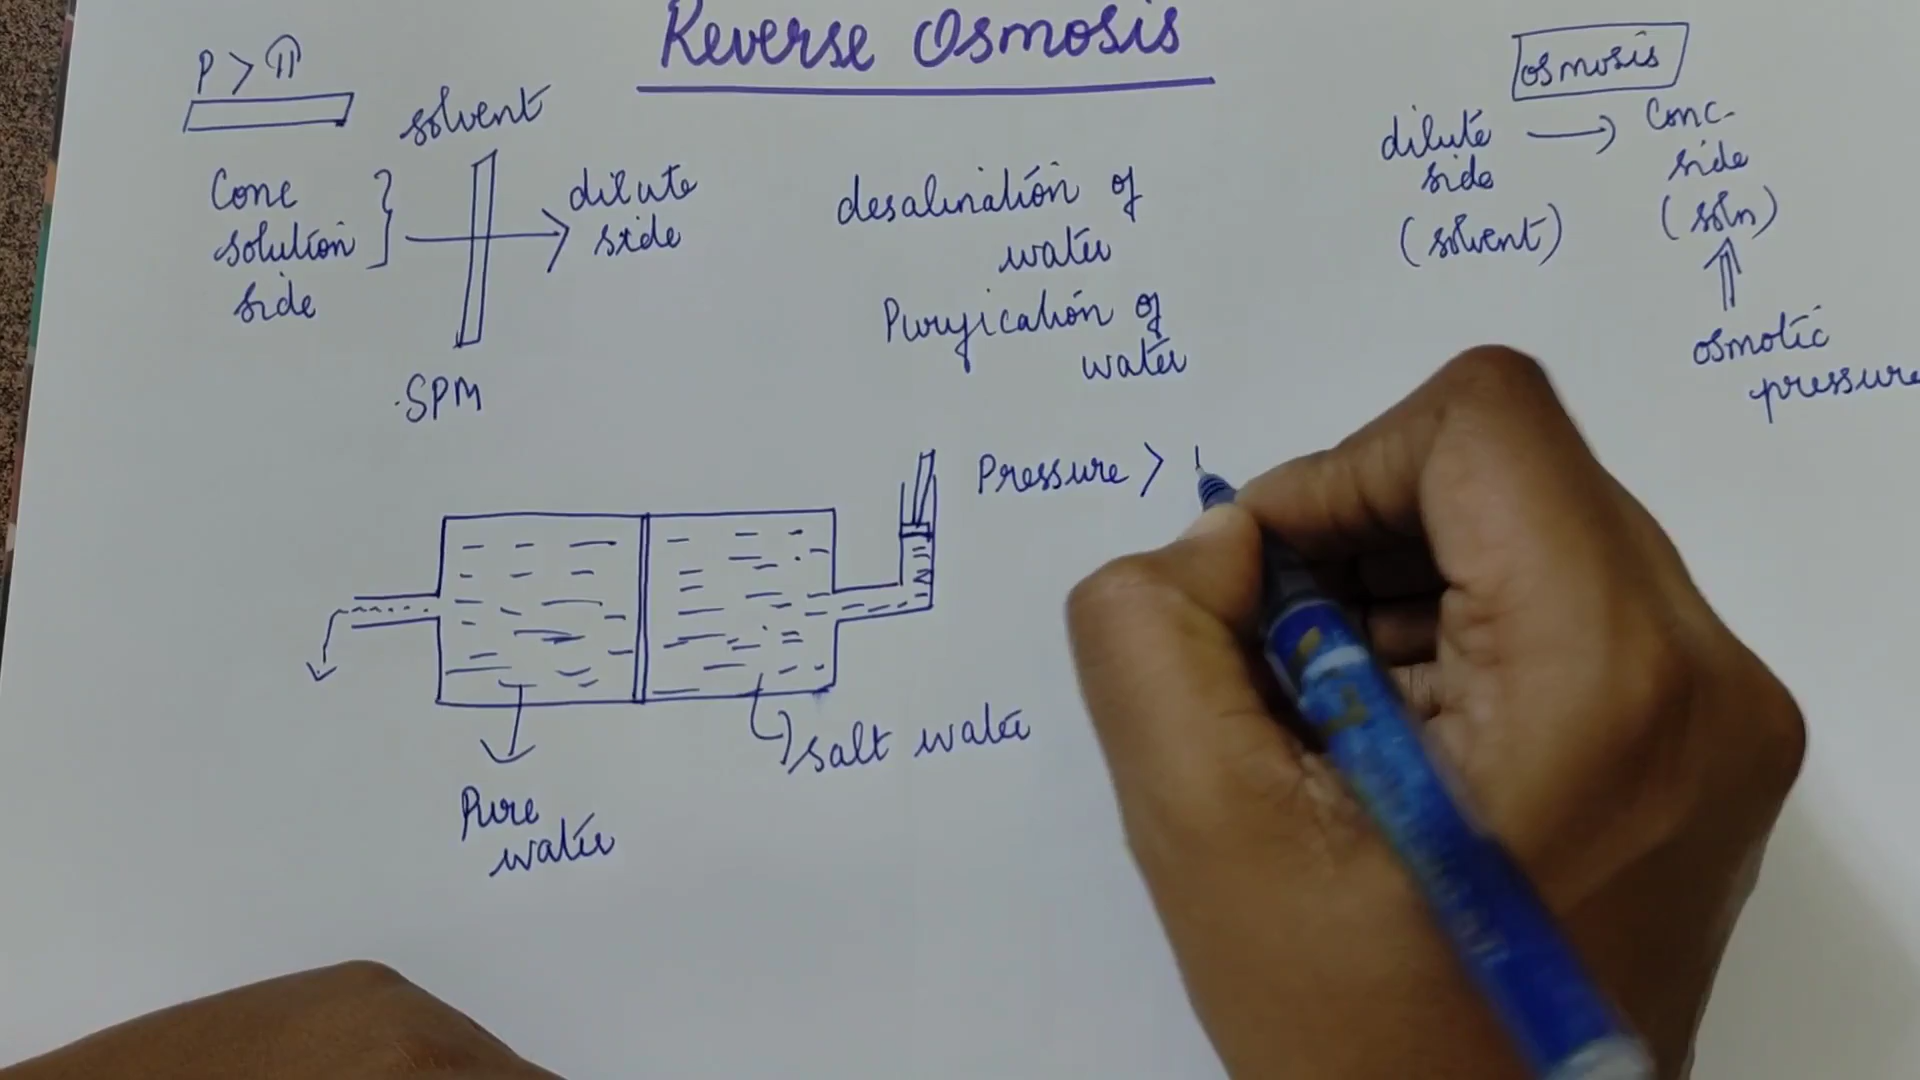 Reverse Osmosis
P > π
solvent
Conc
solution
side
dilute
side
.SPM
desalination of
water
Purification of
water
osmosis
dilute
side
(solvent)
Conc.
side
(soln)
osmotic
pressure
Pressure >
salt water
Pure
water